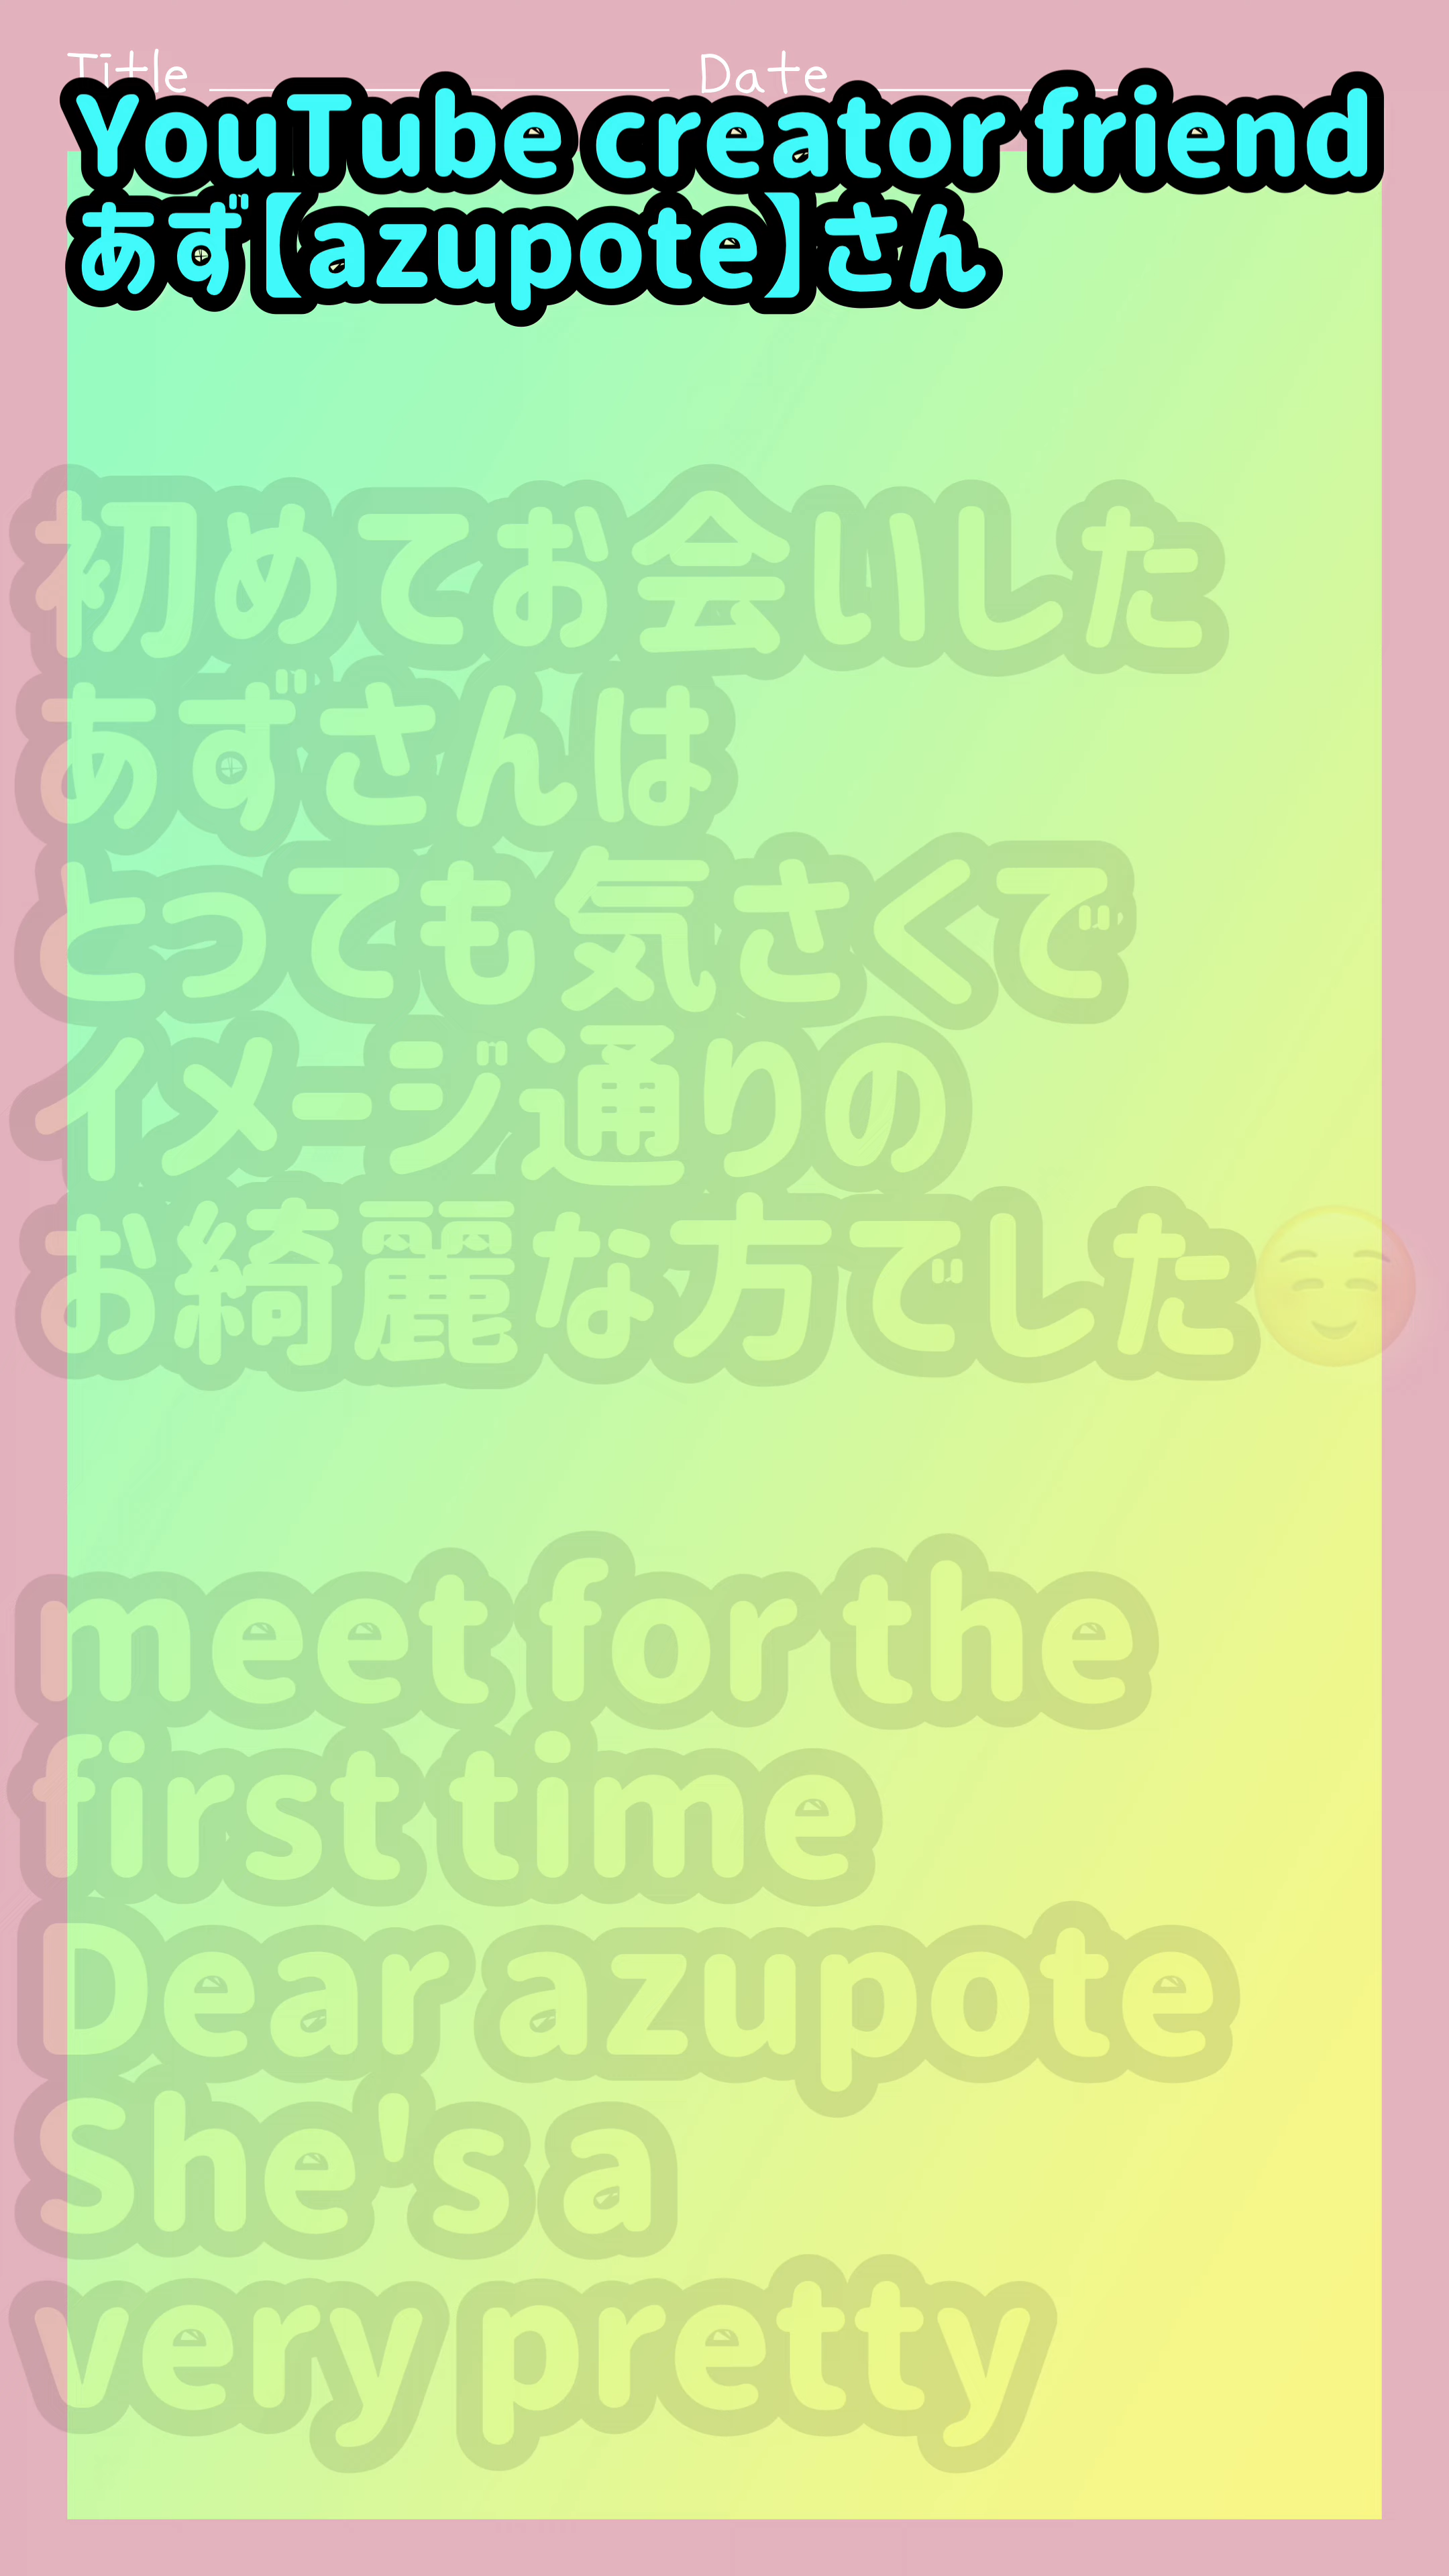 Title Date
YouTube creator friend
あず【azupote】さん
初めてお会いした
あずさんは
とっても気さくで
イメージ通りの
お綺麗な方でした☺️
meet for the
first time
Dear azupote
She's a
very pretty